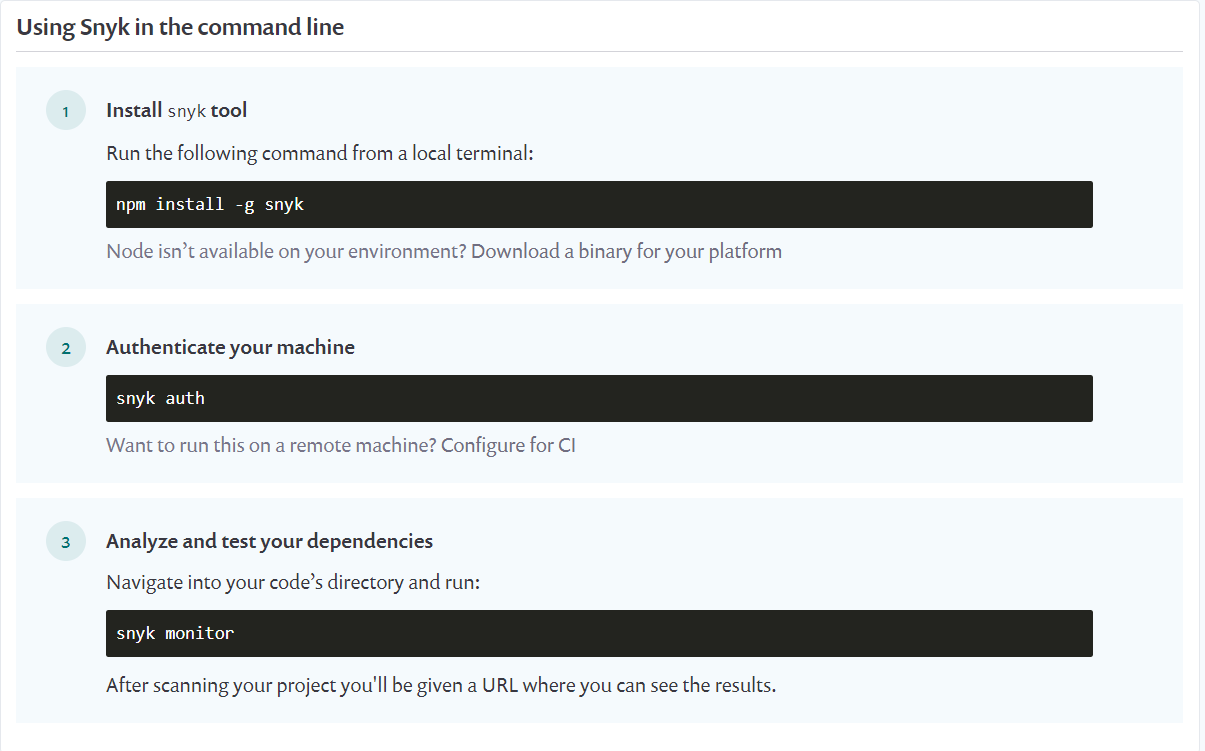 Using Snyk in the command line
1
Install snyk tool
Run the following command from a local terminal:
npm install -g snyk
Node isn’t available on your environment? Download a binary for your platform
2
Authenticate your machine
snyk auth
Want to run this on a remote machine? Configure for CI
3
Analyze and test your dependencies
Navigate into your code’s directory and run:
snyk monitor
After scanning your project you'll be given a URL where you can see the results.